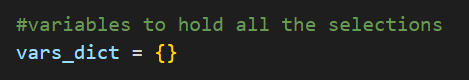 #variables to hold all the selections
vars_dict = {}